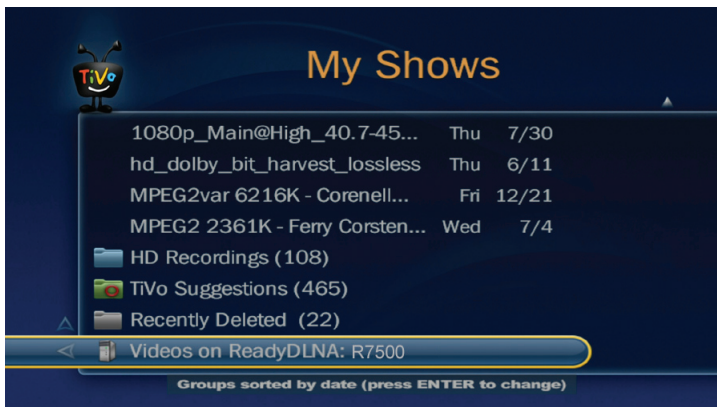 My Shows
TiVo
1080p_Main@High_40.7-45... Thu 7/30
hd_dolby_bit_harvest_lossless Thu 6/11
MPEG2var 6216K - Corenell... Fri 12/21
MPEG2 2361K - Ferry Corsten... Wed 7/4
HD Recordings (108)
TiVo Suggestions (465)
Recently Deleted (22)
Videos on ReadyDLNA: R7500
Groups sorted by date (press ENTER to change)